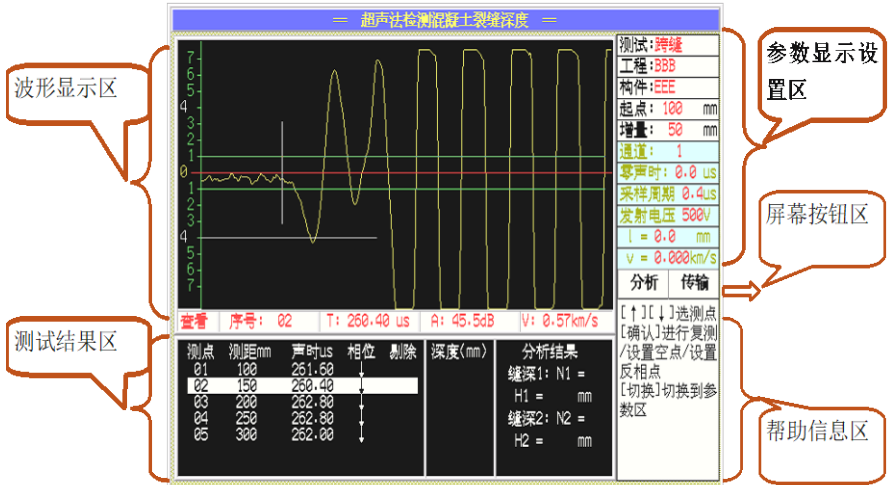 = 超声法检测混凝土裂缝深度 =
波形显示区
7
6
5
4
3
2
1
0
1
2
3
4
5
6
7
查看 序号: 02 T: 260.40 us A: 45.5dB V: 0.57km/s
测试结果区
测点 测距mm 声时us 相位 剔除
01 100 261.60 ↓
02 150 260.40 ↓
03 200 262.80 ↓
04 250 262.80 ↓
05 300 262.00 ↓
深度(mm)
分析结果
缝深1: N1 =
H1 = mm
缝深2: N2 =
H2 = mm
测试:跨缝
工程:BBB
构件:EEE
起点: 100 mm
增量: 50 mm
通道: 1
零声时: 0.0 us
采样周期 0.4us
发射电压 500V
l = 0.0 mm
v = 0.000km/s
分析 传输
[↑][↓]选测点
[确认]进行复测
/设置空点/设置
反相点
[切换]切换到参
数区
参数显示设
置区
屏幕按钮区
帮助信息区